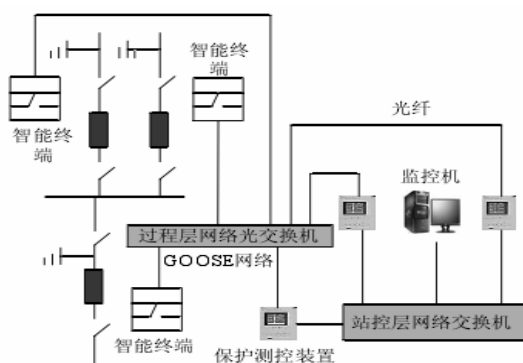 智能终
端
光纤
智能终
端
监控机
过程层网络光交换机
GOOSE网络
站控层网络交换机
智能终端
保护测控装置